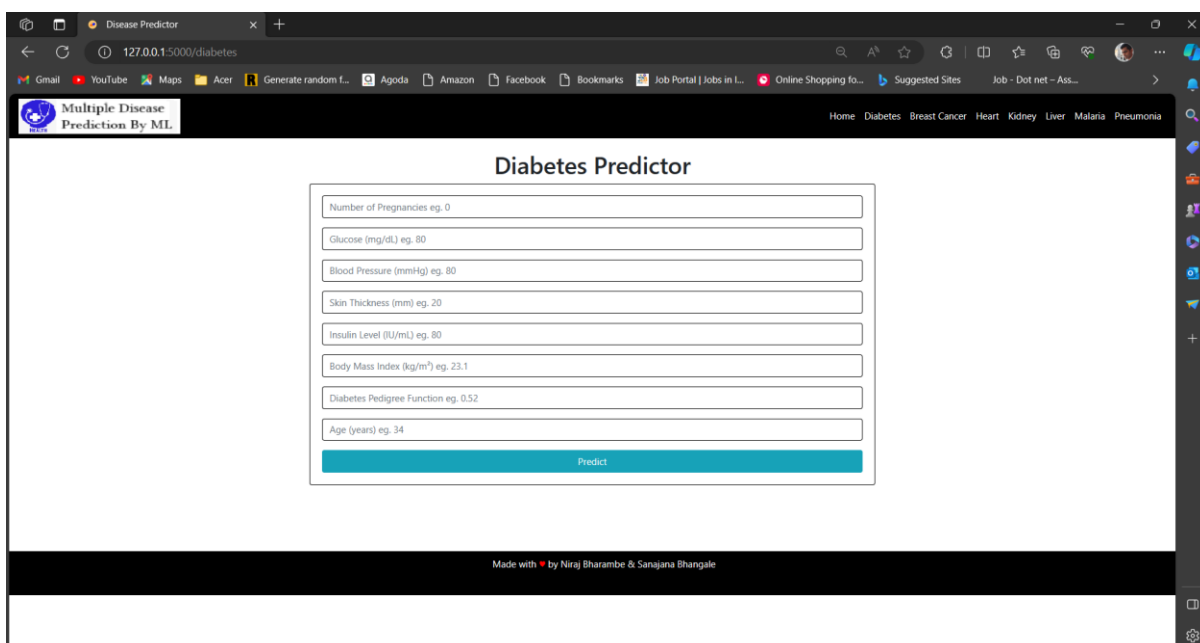 Disease Predictor
127.0.0.1:5000/diabetes
Gmail YouTube Maps Acer Generate random f... Agoda Amazon Facebook Bookmarks Job Portal | Jobs in I... Online Shopping fo... Suggested Sites Job - Dot net – Ass...
Multiple Disease
Prediction By ML
HEALTH
Home Diabetes Breast Cancer Heart Kidney Liver Malaria Pneumonia
Diabetes Predictor
Number of Pregnancies eg. 0
Glucose (mg/dL) eg. 80
Blood Pressure (mmHg) eg. 80
Skin Thickness (mm) eg. 20
Insulin Level (IU/mL) eg. 80
Body Mass Index (kg/m²) eg. 23.1
Diabetes Pedigree Function eg. 0.52
Age (years) eg. 34
Predict
Made with ♥ by Niraj Bharambe & Sanajana Bhangale